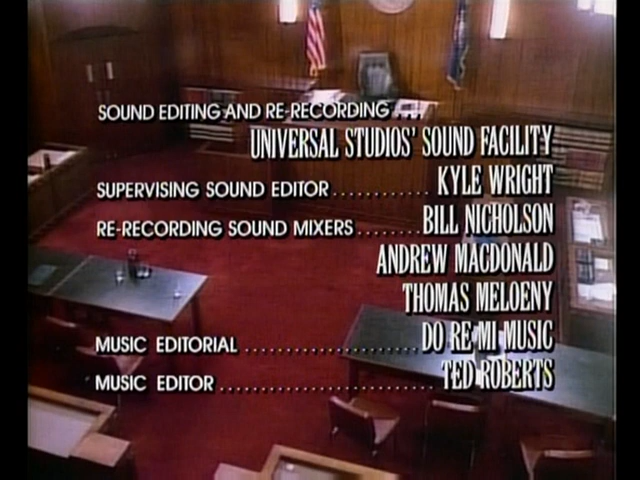 SOUND EDITING AND RE-RECORDING ....
UNIVERSAL STUDIOS' SOUND FACILITY
SUPERVISING SOUND EDITOR ............ KYLE WRIGHT
RE-RECORDING SOUND MIXERS ........ BILL NICHOLSON
ANDREW MACDONALD
THOMAS MELOENY
MUSIC EDITORIAL ...................... DO RE MI MUSIC
MUSIC EDITOR ........................... TED ROBERTS